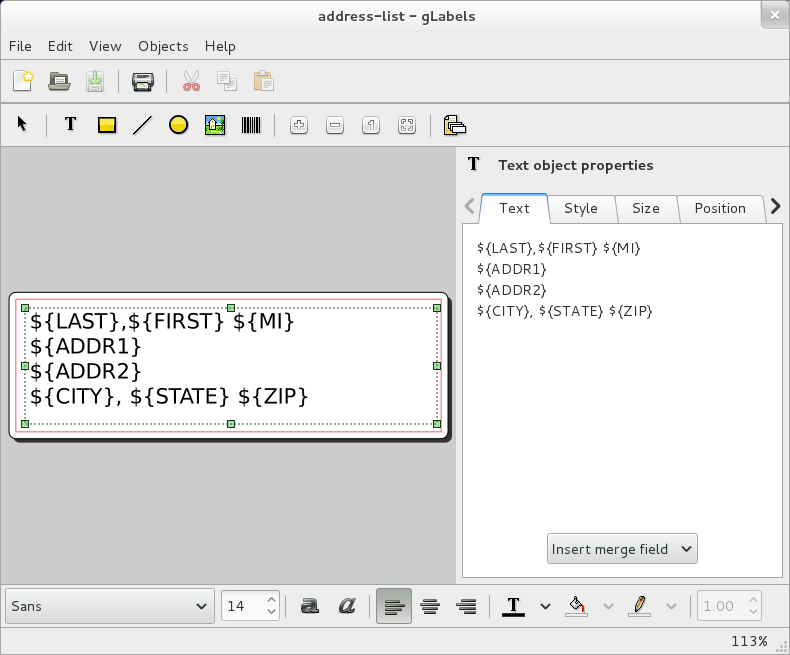 address-list - gLabels
File Edit View Objects Help
T
1
Text object properties
Text Style Size Position
${LAST},${FIRST} ${MI}
${ADDR1}
${ADDR2}
${CITY}, ${STATE} ${ZIP}
${LAST},${FIRST} ${MI}
${ADDR1}
${ADDR2}
${CITY}, ${STATE} ${ZIP}
Insert merge field
Sans 14 a a T 1.00
113%